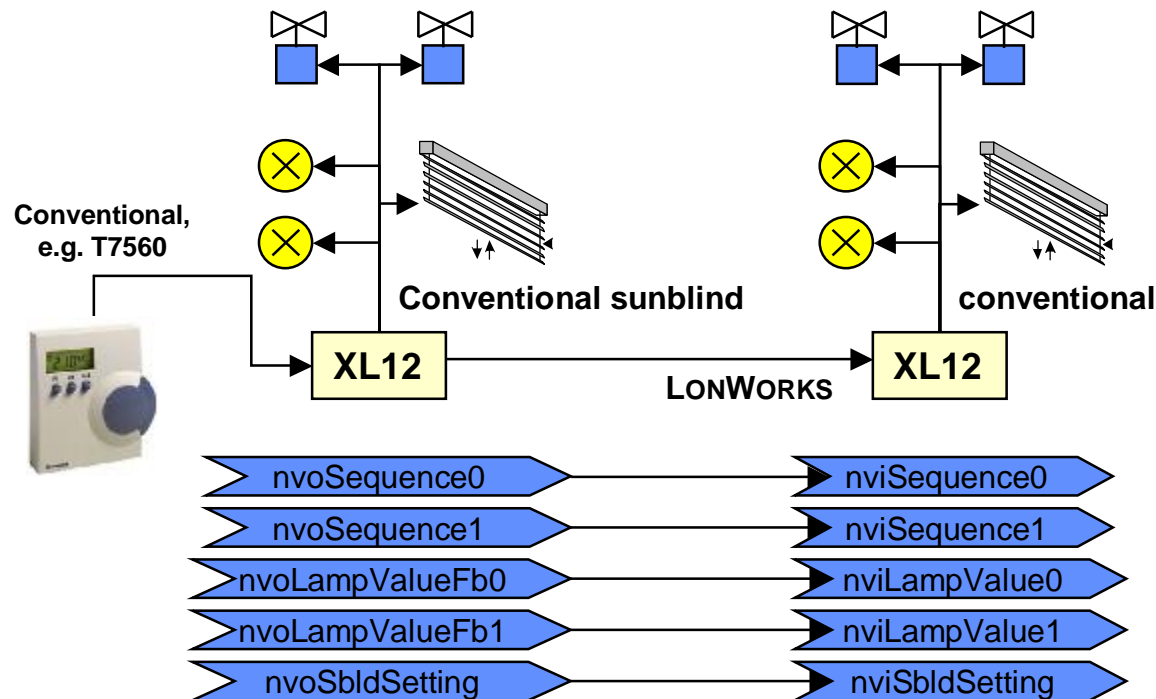 Conventional,
e.g. T7560
Conventional sunblind
conventional
XL12
XL12
LONWORKS
nvoSequence0
nviSequence0
nvoSequence1
nviSequence1
nvoLampValueFb0
nviLampValue0
nvoLampValueFb1
nviLampValue1
nvoSbldSetting
nviSbldSetting